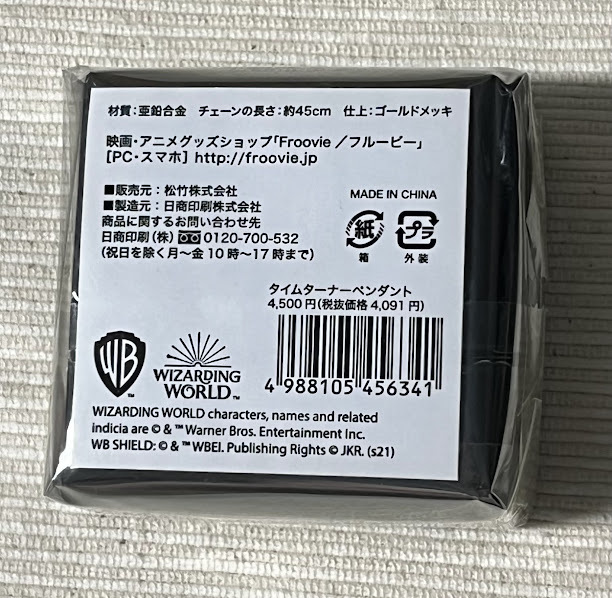 材質：亜鉛合金　チェーンの長さ：約45cm　仕上：ゴールドメッキ
映画・アニメグッズショップ「Froovie／フルービー」
[PC・スマホ] http://froovie.jp
■販売元：松竹株式会社
■製造元：日商印刷株式会社
商品に関するお問い合わせ先
日商印刷(株) 0120-700-532
(祝日を除く月〜金10時〜17時まで)
MADE IN CHINA
紙 プラ
箱 外装
タイムターナーペンダント
4,500円(税抜価格 4,091円)
4 988105 456341
WB™
WIZARDING
WORLD™
WIZARDING WORLD characters, names and related
indicia are © & ™ Warner Bros. Entertainment Inc.
WB SHIELD: © & ™ WBEI. Publishing Rights © JKR. (s21)